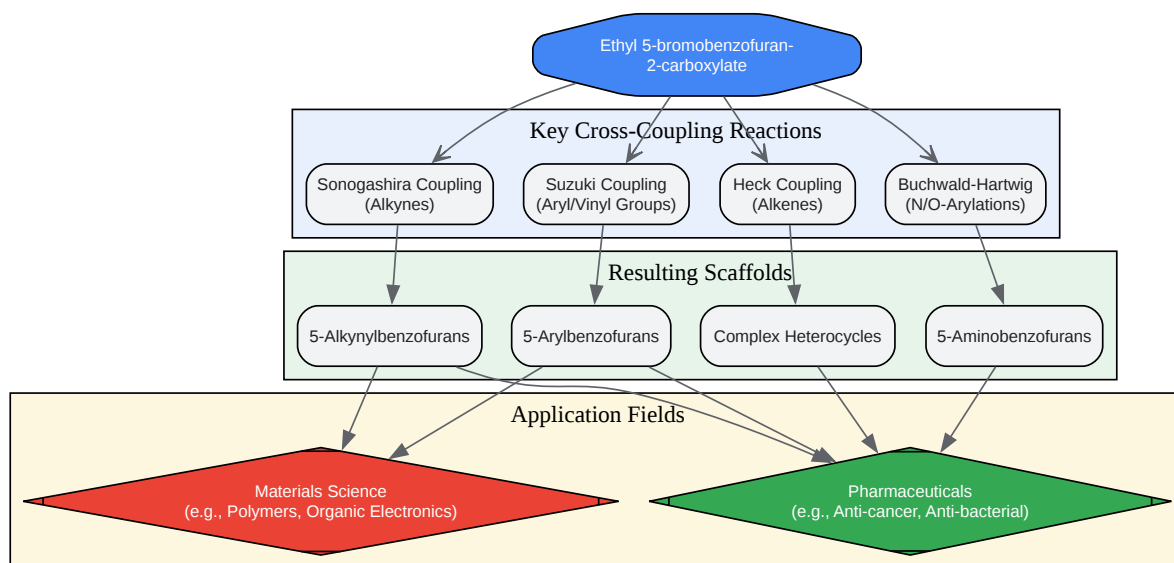 Ethyl 5-bromobenzofuran-
2-carboxylate
Key Cross-Coupling Reactions
Sonogashira Coupling
(Alkynes)
Suzuki Coupling
(Aryl/Vinyl Groups)
Heck Coupling
(Alkenes)
Buchwald-Hartwig
(N/O-Arylations)
Resulting Scaffolds
5-Alkynylbenzofurans
5-Arylbenzofurans
Complex Heterocycles
5-Aminobenzofurans
Application Fields
Materials Science
(e.g., Polymers, Organic Electronics)
Pharmaceuticals
(e.g., Anti-cancer, Anti-bacterial)